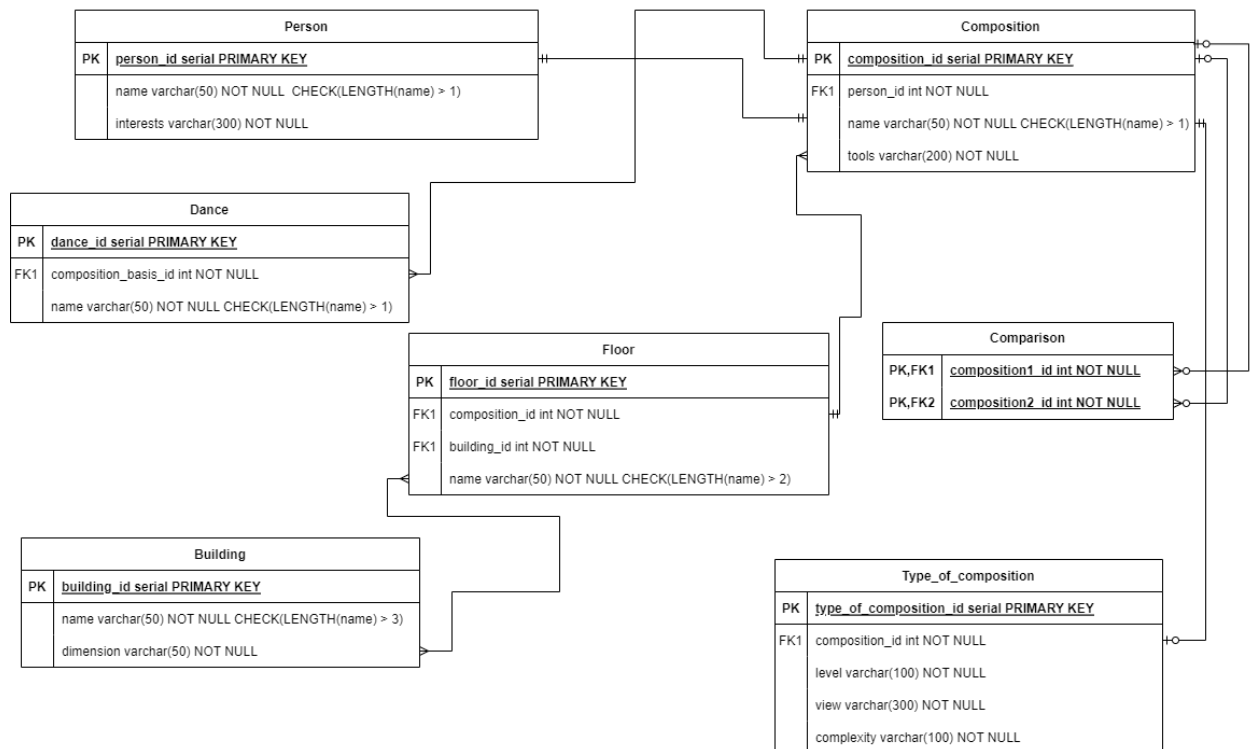 Person
PK person_id serial PRIMARY KEY
name varchar(50) NOT NULL  CHECK(LENGTH(name) > 1)
interests varchar(300) NOT NULL
Composition
PK composition_id serial PRIMARY KEY
FK1 person_id int NOT NULL
name varchar(50) NOT NULL CHECK(LENGTH(name) > 1)
tools varchar(200) NOT NULL
Dance
PK dance_id serial PRIMARY KEY
FK1 composition_basis_id int NOT NULL
name varchar(50) NOT NULL CHECK(LENGTH(name) > 1)
Floor
PK floor_id serial PRIMARY KEY
FK1 composition_id int NOT NULL
FK1 building_id int NOT NULL
name varchar(50) NOT NULL CHECK(LENGTH(name) > 2)
Comparison
PK,FK1 composition1_id int NOT NULL
PK,FK2 composition2_id int NOT NULL
Building
PK building_id serial PRIMARY KEY
name varchar(50) NOT NULL CHECK(LENGTH(name) > 3)
dimension varchar(50) NOT NULL
Type_of_composition
PK type_of_composition_id serial PRIMARY KEY
FK1 composition_id int NOT NULL
level varchar(100) NOT NULL
view varchar(300) NOT NULL
complexity varchar(100) NOT NULL